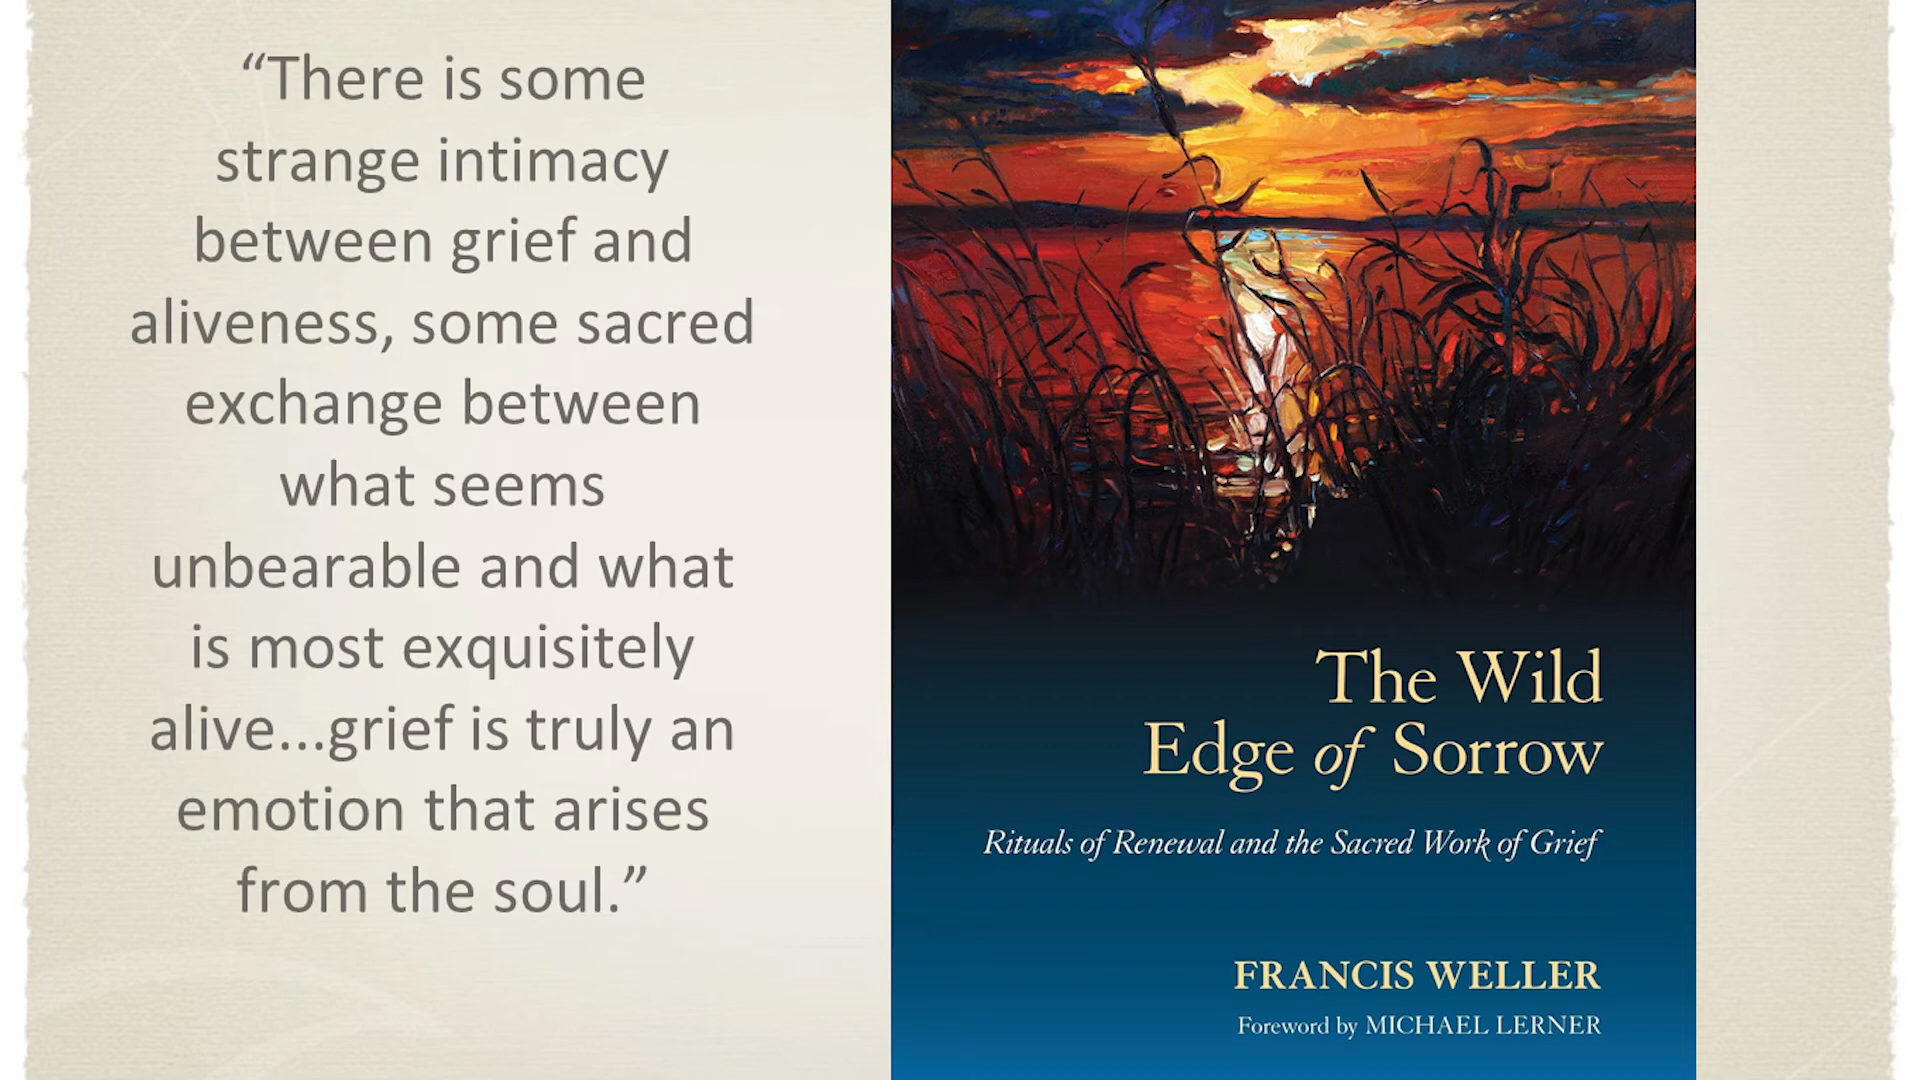 “There is some
strange intimacy
between grief and
aliveness, some sacred
exchange between
what seems
unbearable and what
is most exquisitely
alive...grief is truly an
emotion that arises
from the soul.”
The Wild
Edge of Sorrow
Rituals of Renewal and the Sacred Work of Grief
FRANCIS WELLER
Foreword by MICHAEL LERNER